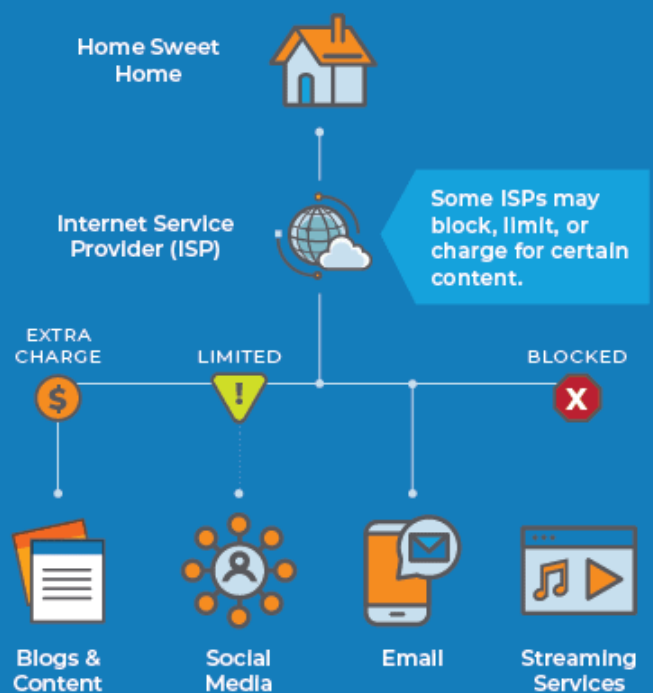 Home Sweet
Home
Internet Service
Provider (ISP)
Some ISPs may
block, limit, or
charge for certain
content.
EXTRA
CHARGE
LIMITED
BLOCKED
$
!
X
Blogs &
Content
Social
Media
Email
Streaming
Services